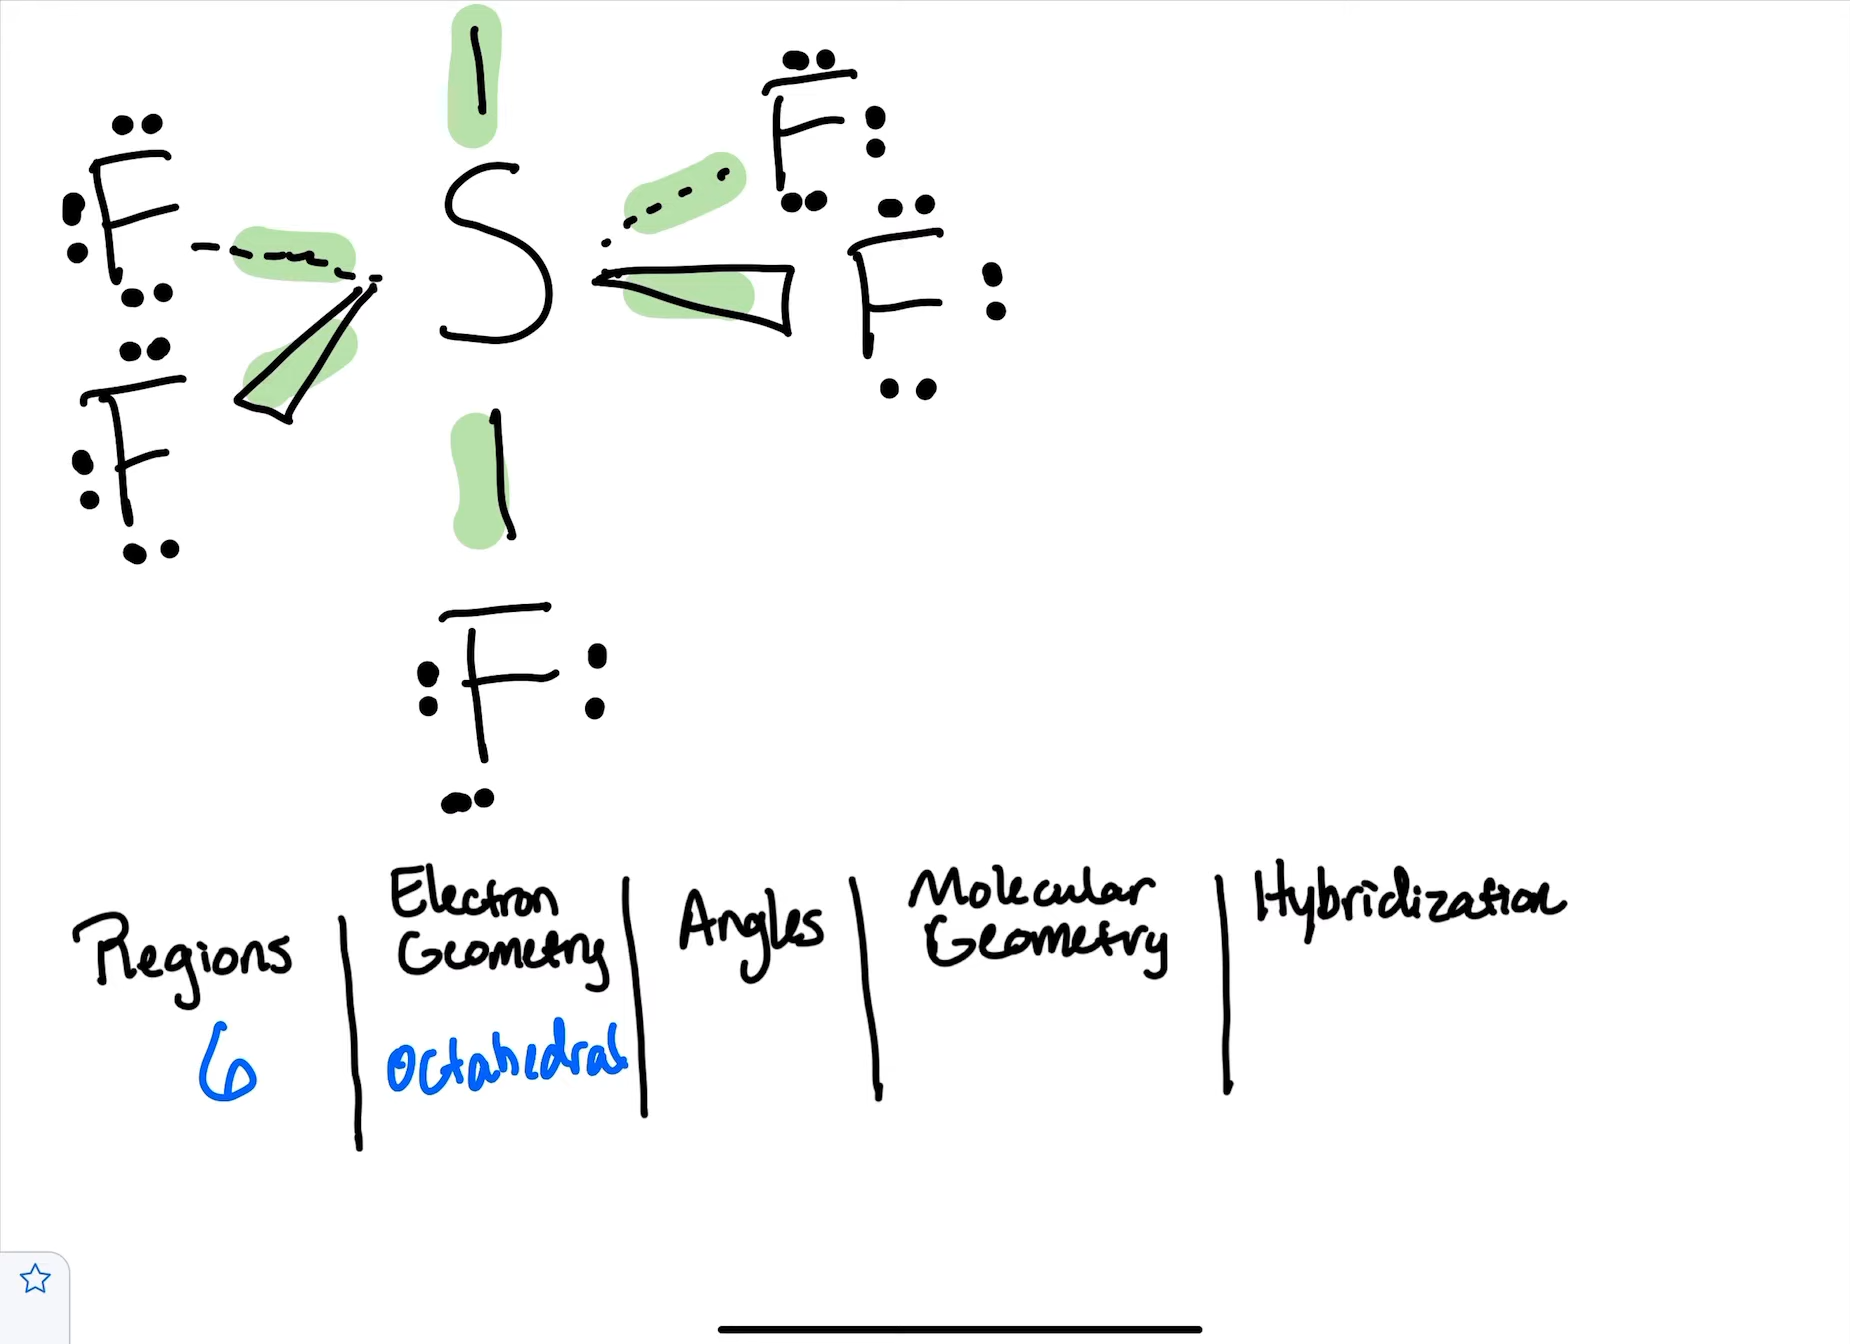 F
F
S
F
F
F
Regions | Electron Geometry | Angles | Molecular Geometry | Hybridization
6 | Octahedral